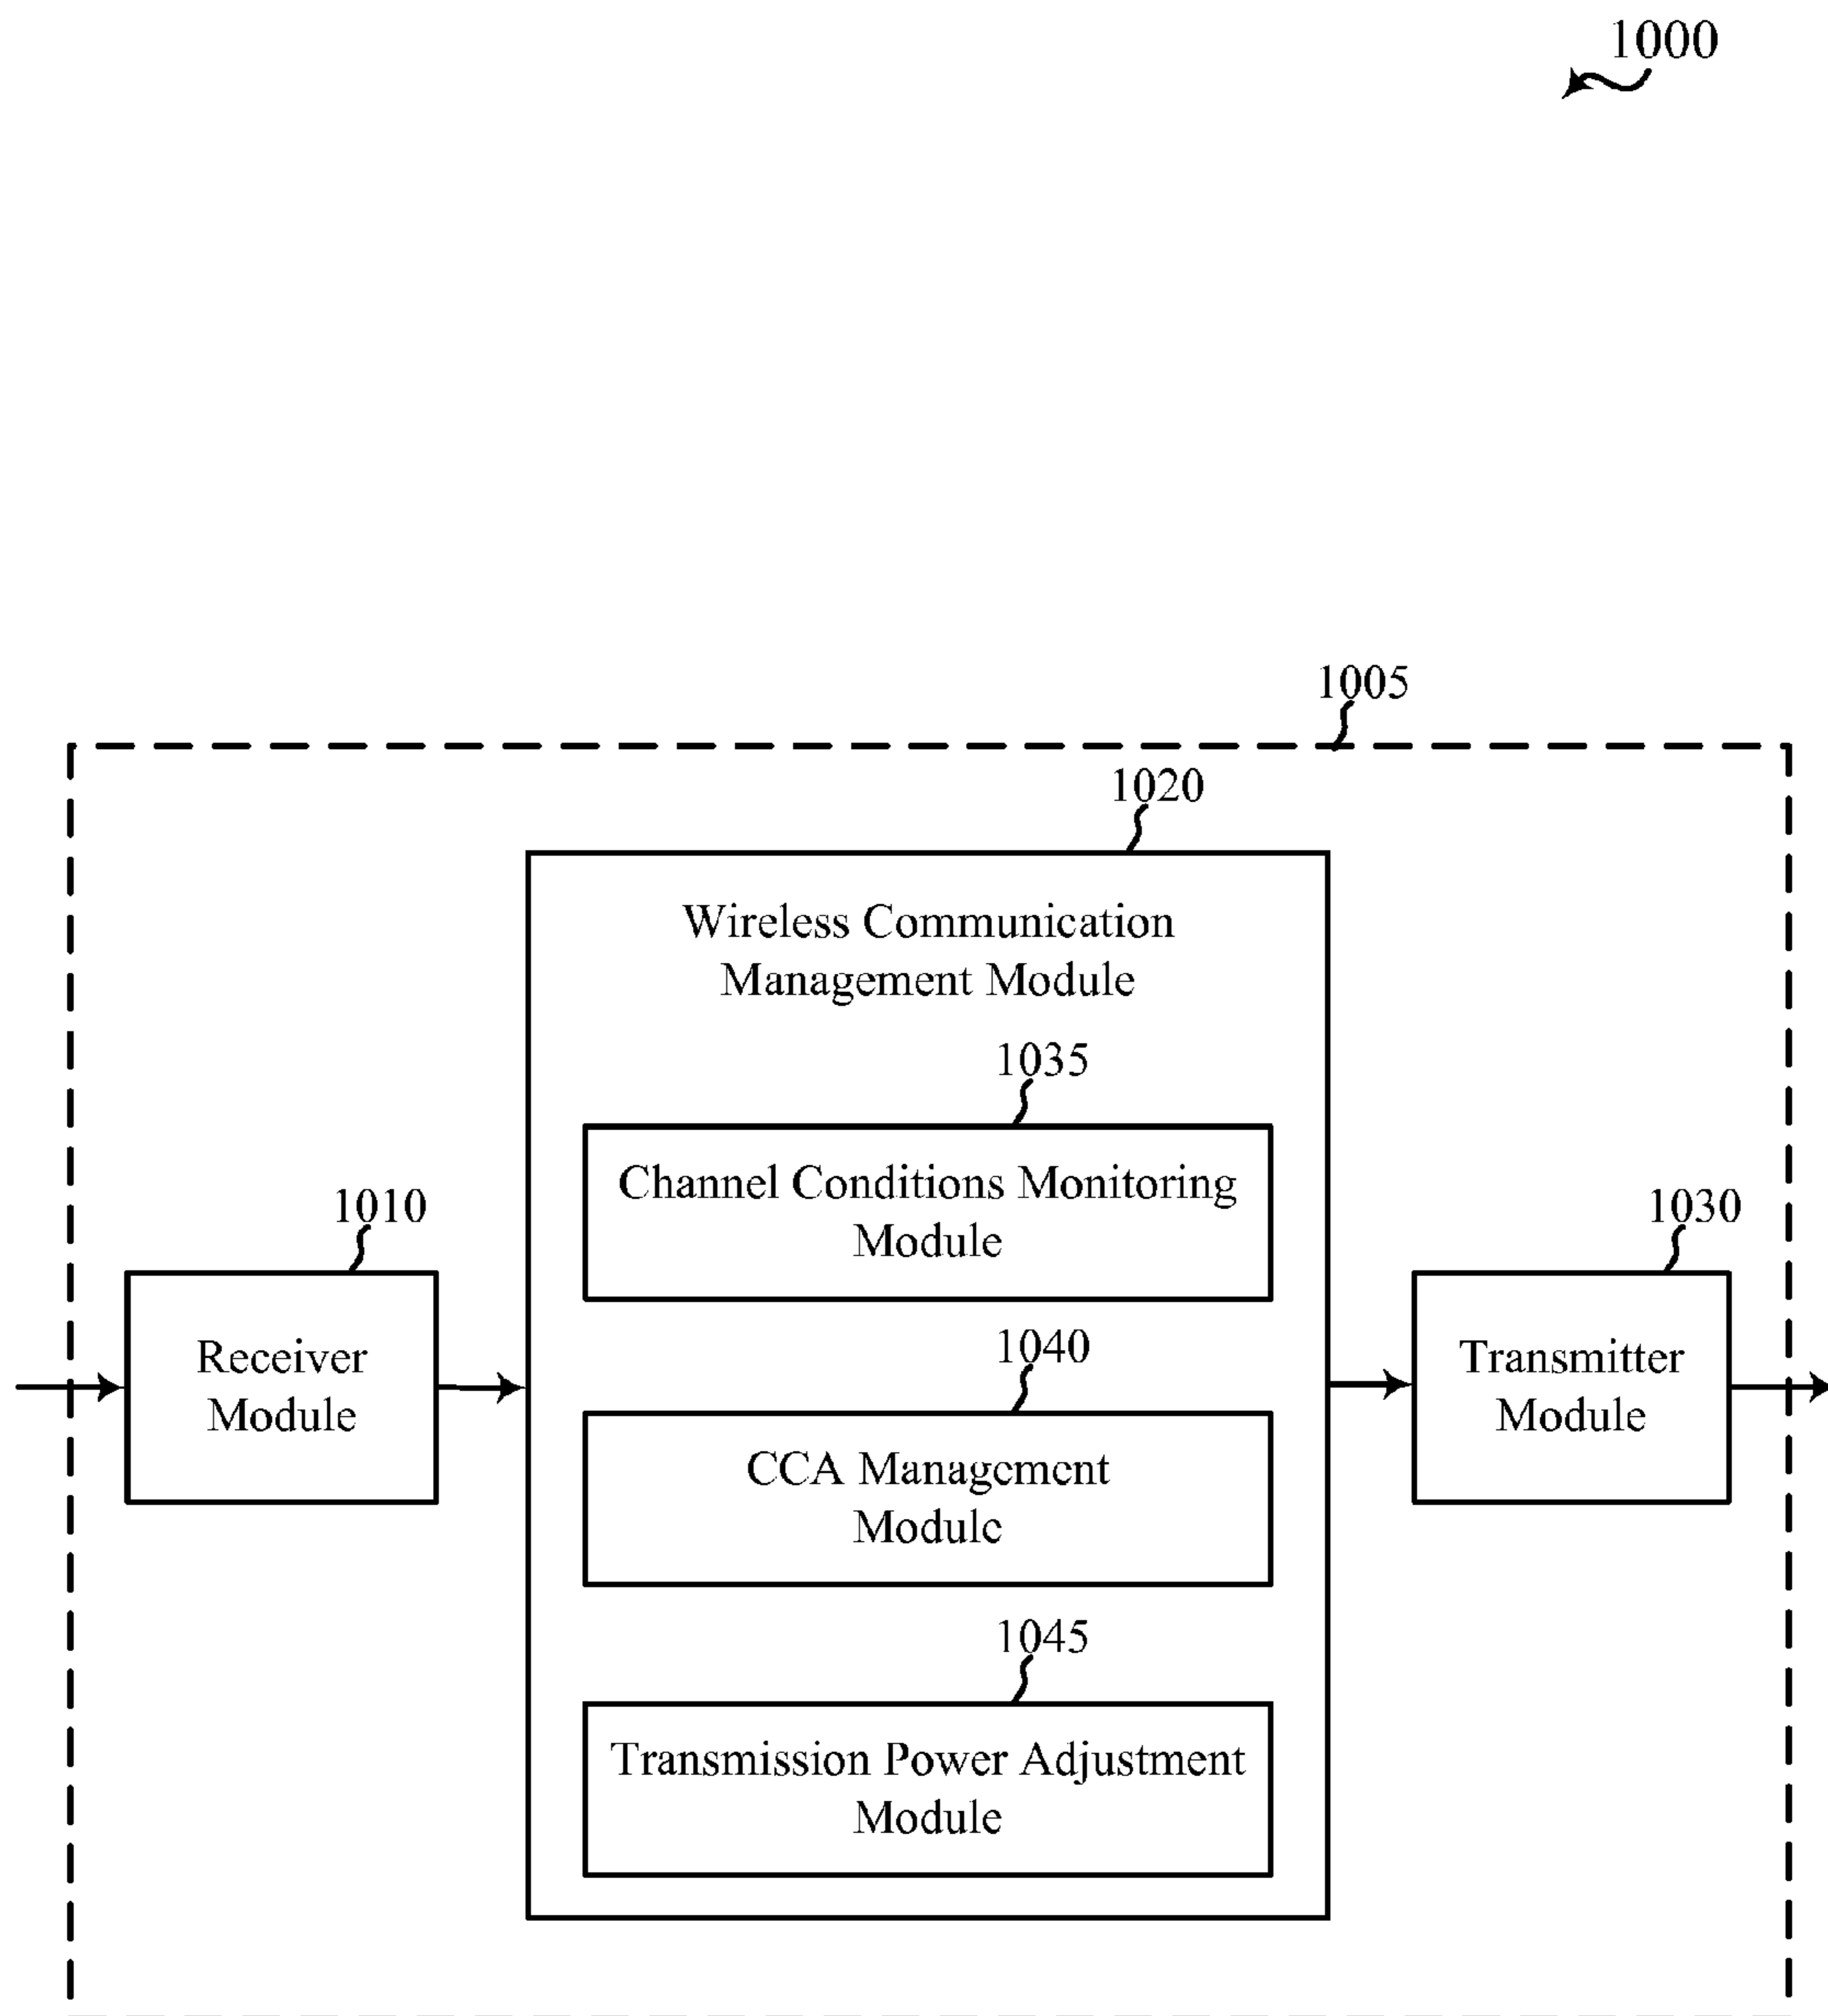 1000
1005
1020
Wireless Communication
Management Module
1035
Channel Conditions Monitoring
Module
1010
Receiver
Module
1040
CCA Management
Module
1045
Transmission Power Adjustment
Module
1030
Transmitter
Module